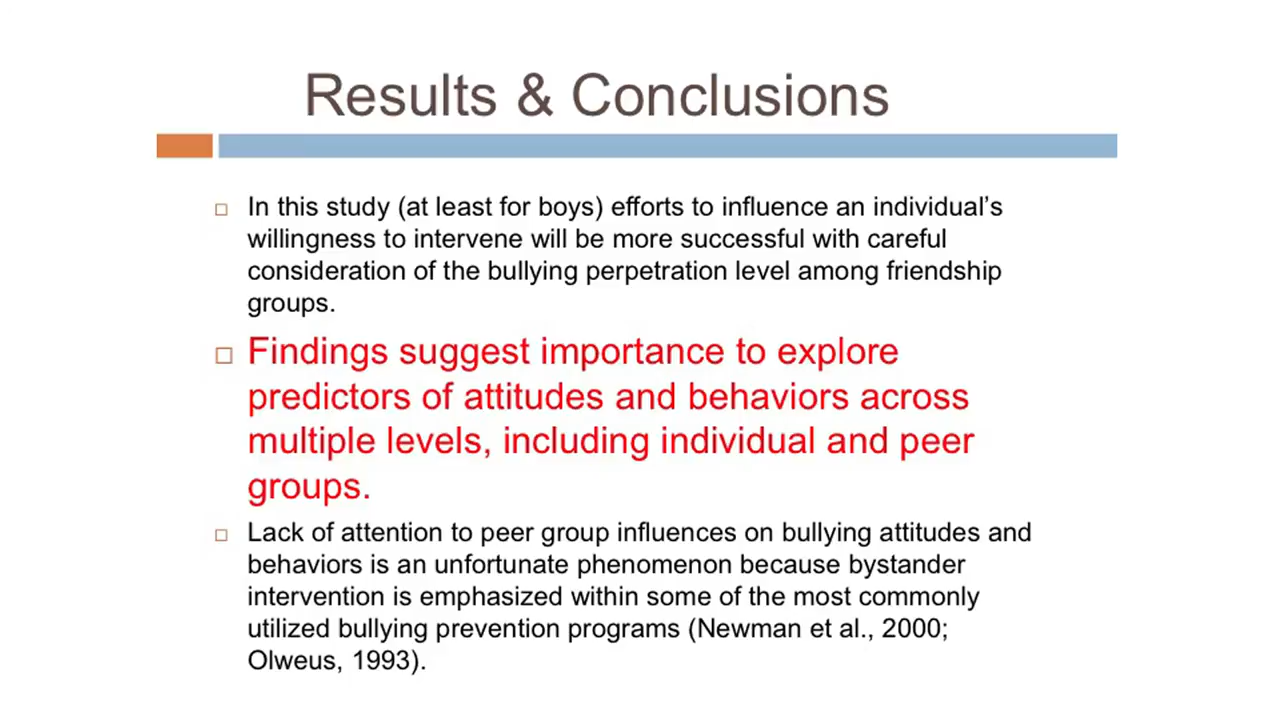 Results & Conclusions
In this study (at least for boys) efforts to influence an individual’s
willingness to intervene will be more successful with careful
consideration of the bullying perpetration level among friendship
groups.
Findings suggest importance to explore
predictors of attitudes and behaviors across
multiple levels, including individual and peer
groups.
Lack of attention to peer group influences on bullying attitudes and
behaviors is an unfortunate phenomenon because bystander
intervention is emphasized within some of the most commonly
utilized bullying prevention programs (Newman et al., 2000;
Olweus, 1993).